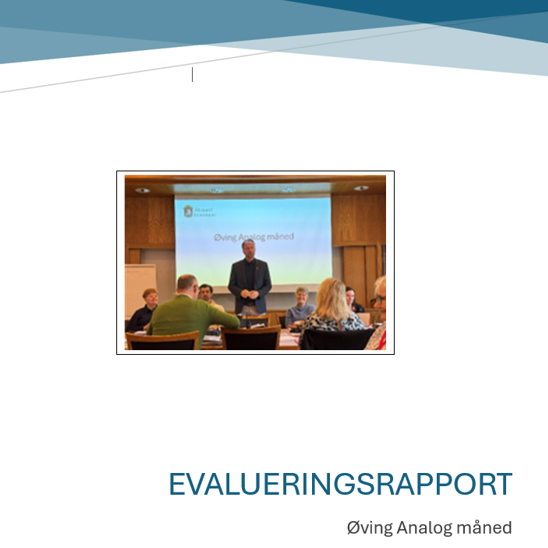 Øving Analog måned
EVALUERINGSRAPPORT
Øving Analog måned